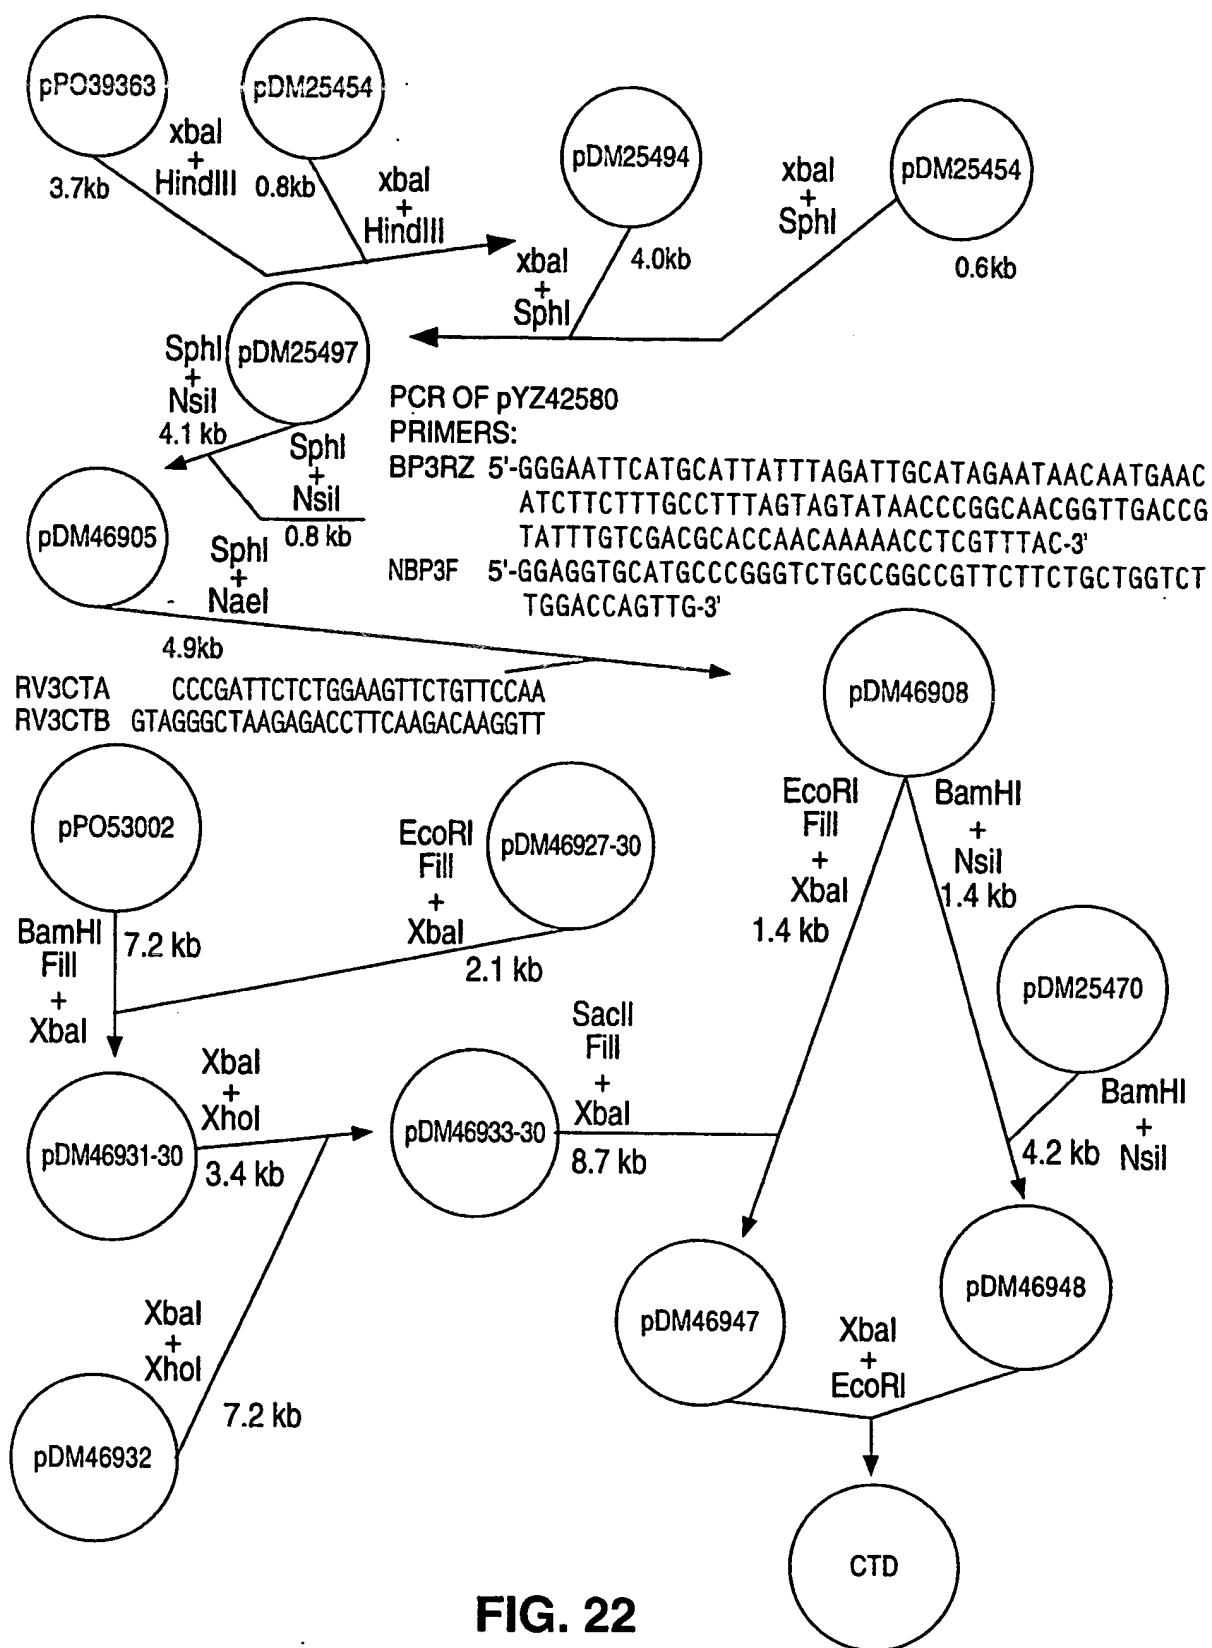 pPO39363
pDM25454
xbaI
+
HindIII
3.7kb
0.8kb
xbaI
+
HindIII
pDM25494
xbaI
+
SphI
pDM25454
4.0kb
0.6kb
xbaI
+
SphI
SphI
+
NsiI
pDM25497
4.1 kb
SphI
+
NsiI
0.8 kb
PCR OF pYZ42580
PRIMERS:
BP3RZ 5'-GGGAATTCATGCATTATTTAGATTGCATAGAATAACAATGAAC
ATCTTCTTTGCCTTTAGTAGTATAACCCGGCAACGGTTGACCG
TATTTGTCGACGCACCAACAAAAACCTCGTTTAC-3'
NBP3F 5'-GGAGGTGCATGCCCGGGTCTGCCGGCCGTTCTTCTGCTGGTCT
TGGACCAGTTG-3'
pDM46905
SphI
+
NaeI
4.9kb
RV3CTA CCCGATTCTCTGGAAGTTCTGTTCCAA
RV3CTB GTAGGGCTAAGAGACCTTCAAGACAAGGTT
pDM46908
pPO53002
EcoRI
Fill
+
XbaI
pDM46927-30
EcoRI
Fill
+
XbaI
1.4 kb
BamHI
+
NsiI
1.4 kb
BamHI
Fill
+
XbaI
7.2 kb
2.1 kb
pDM25470
SacII
Fill
+
XbaI
XbaI
+
XhoI
pDM46931-30
3.4 kb
pDM46933-30
8.7 kb
BamHI
+
NsiI
4.2 kb
XbaI
+
XhoI
7.2 kb
pDM46932
pDM46947
pDM46948
XbaI
+
EcoRI
CTD
FIG. 22